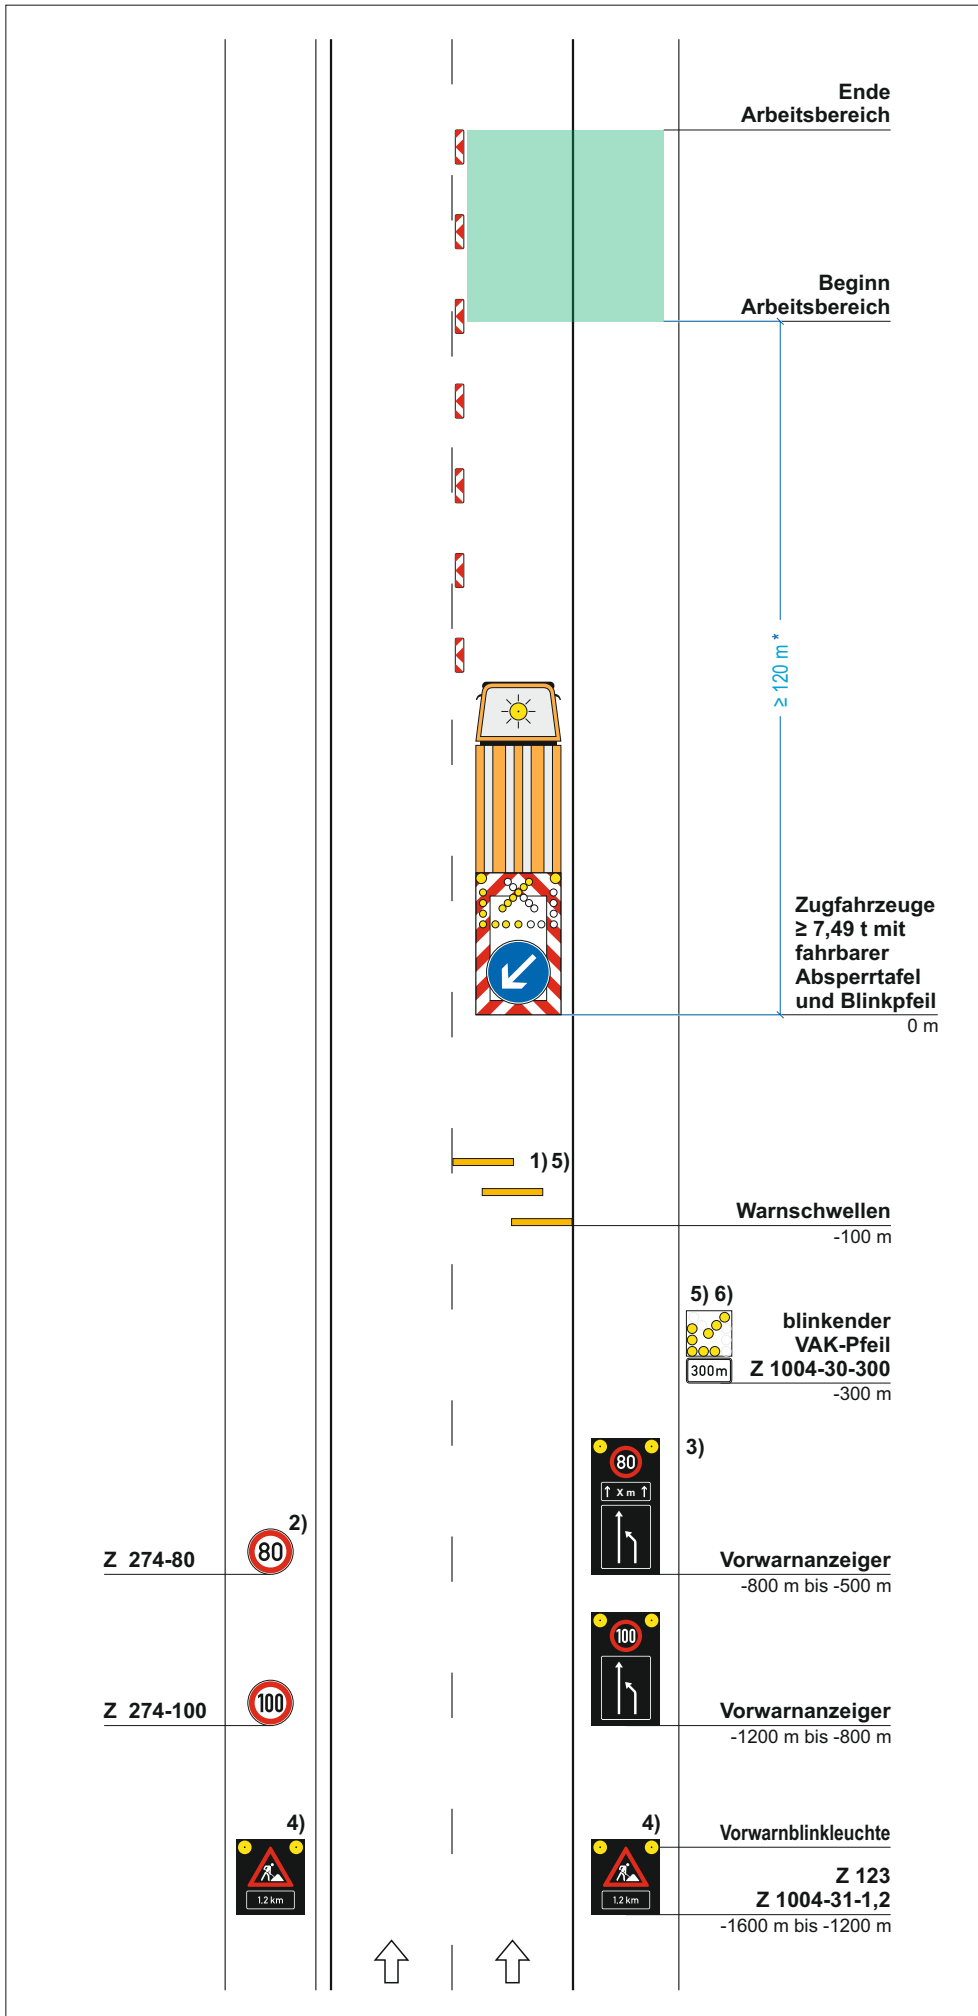 Ende
Arbeitsbereich
Beginn
Arbeitsbereich
≥ 120 m *
Zugfahrzeuge
≥ 7,49 t mit
fahrbarer
Absperrtafel
und Blinkpfeil
0 m
1) 5)
Warnschwellen
-100 m
5) 6)
blinkender
VAK-Pfeil
300 m
Z 1004-30-300
-300 m
3)
80
↑ X m ↑
2)
80
Z 274-80
Vorwarnanzeiger
-800 m bis -500 m
100
100
Z 274-100
Vorwarnanzeiger
-1200 m bis -800 m
4)
4)
Vorwarnblinkleuchte
Z 123
1.2 km
1.2 km
Z 1004-31-1,2
-1600 m bis -1200 m